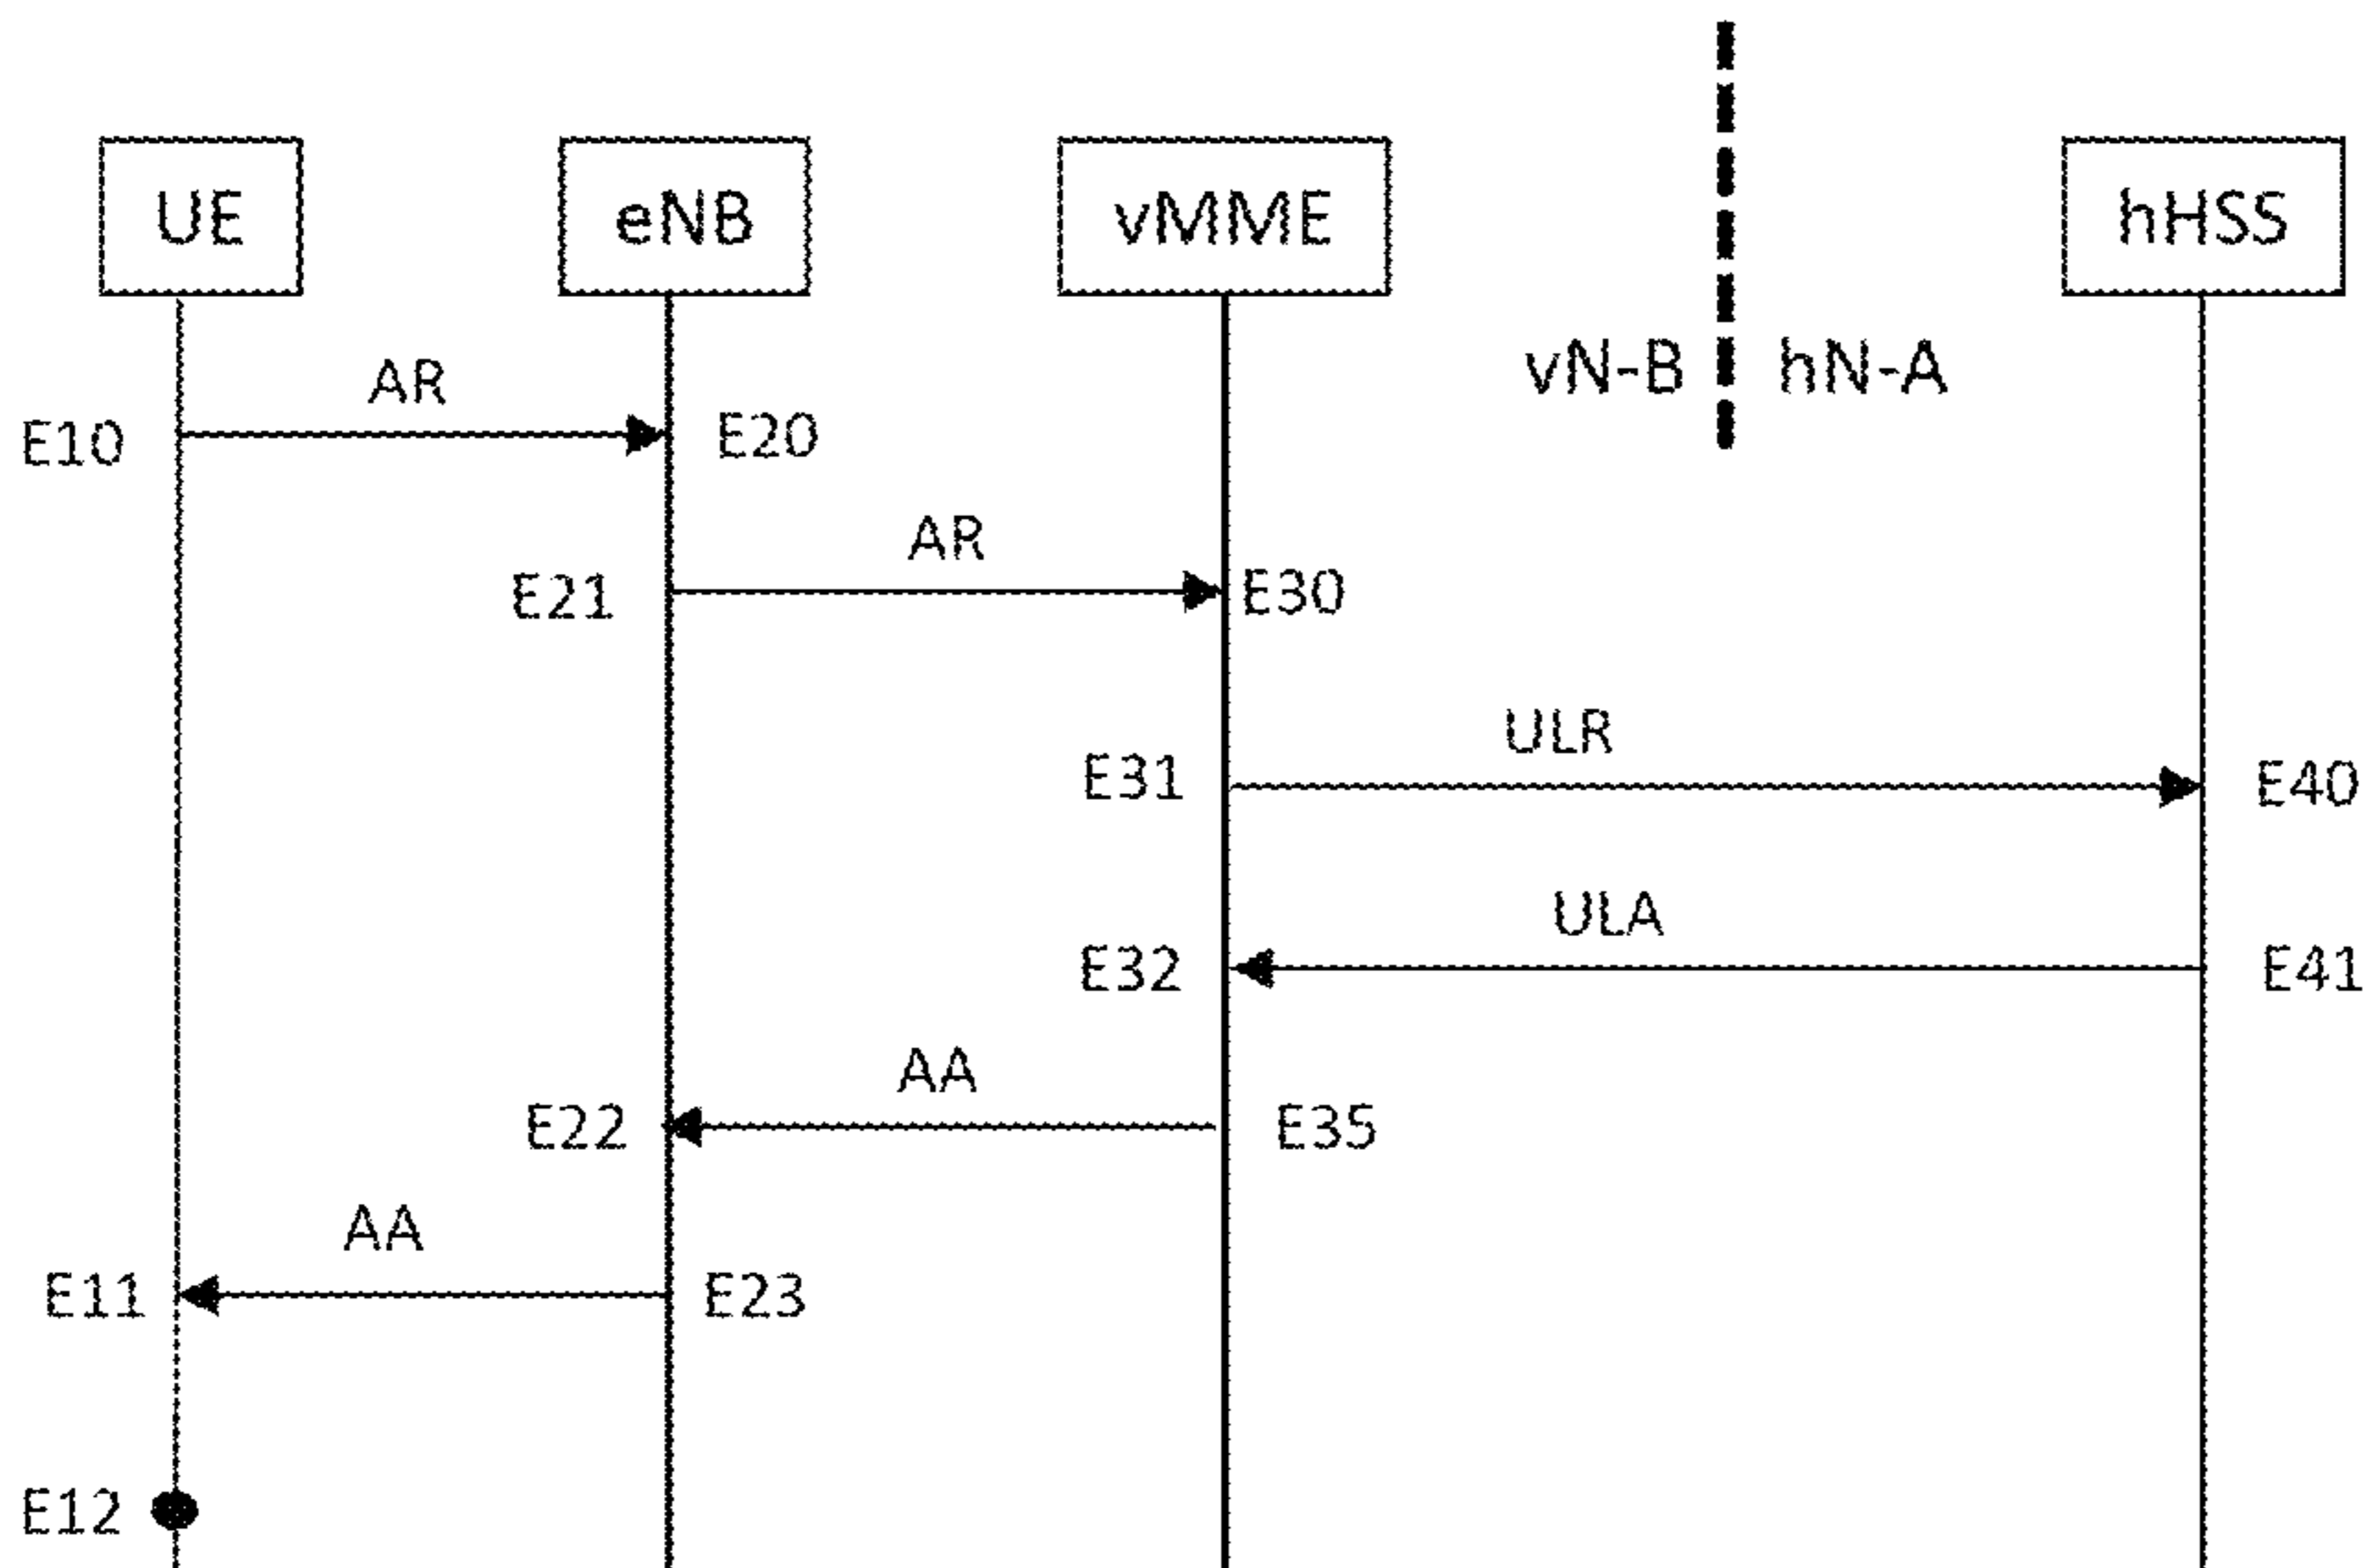 UE eNB vMME hHSS
vN-B hN-A
AR
E10 E20
AR
E21 E30
ULR
E31 E40
ULA
E32 E41
AA
E22 E35
AA
E11 E23
E12